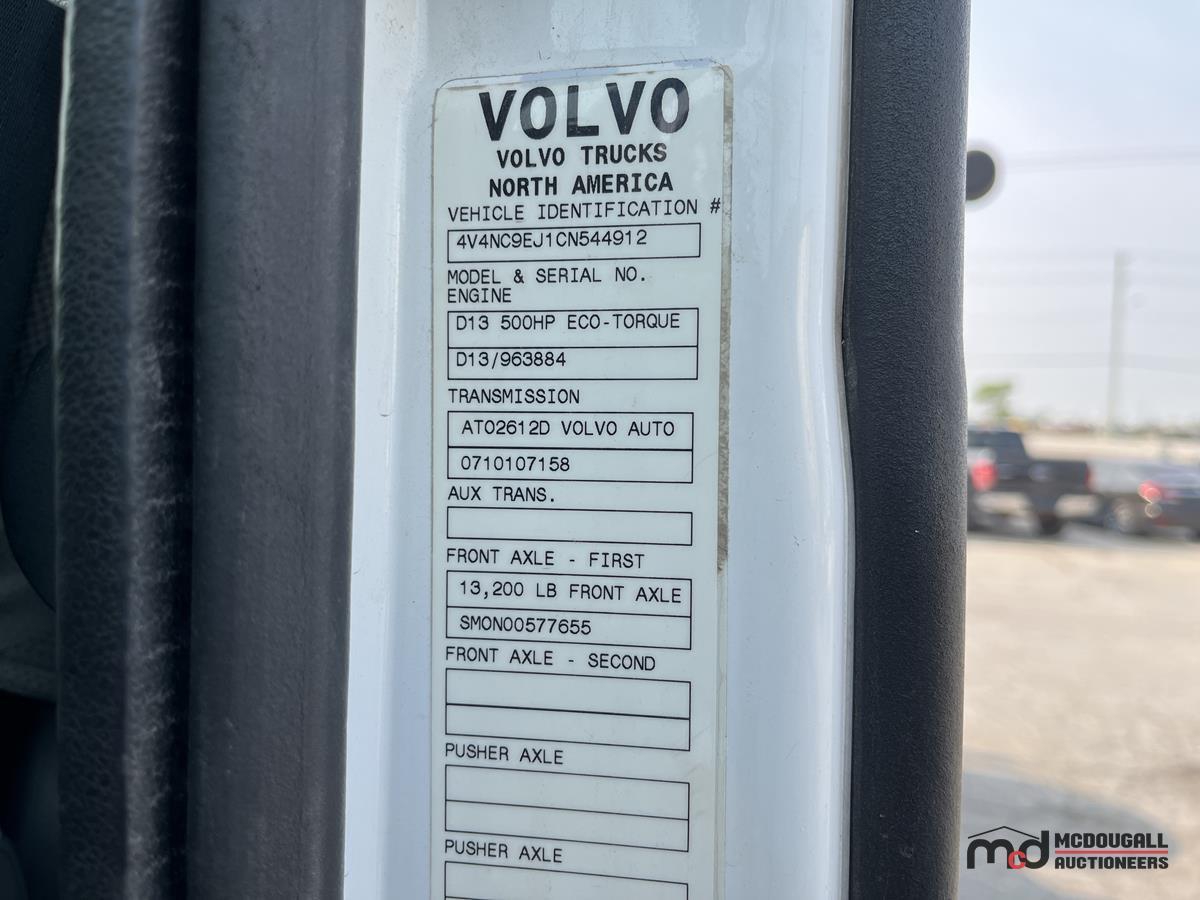 VOLVO
VOLVO TRUCKS
NORTH AMERICA
VEHICLE IDENTIFICATION #
4V4NC9EJ1CN544912
MODEL & SERIAL NO.
ENGINE
D13 500HP ECO-TORQUE
D13/963884
TRANSMISSION
ATO2612D VOLVO AUTO
0710107158
AUX TRANS.
FRONT AXLE - FIRST
13,200 LB FRONT AXLE
SMON00577655
FRONT AXLE - SECOND
PUSHER AXLE
PUSHER AXLE
mcd MCDOUGALL
AUCTIONEERS